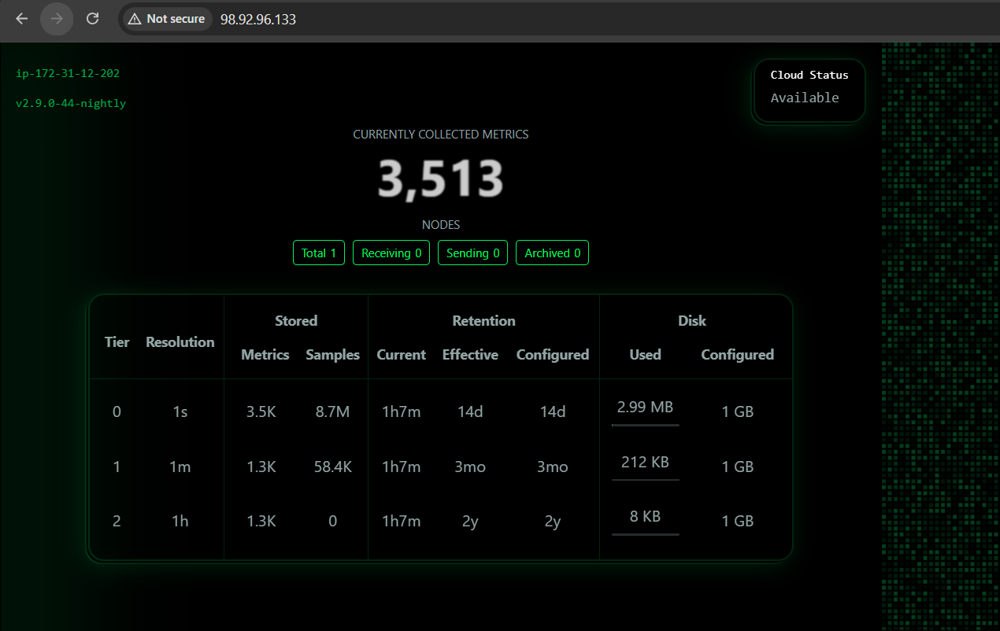 Not secure 98.92.96.133
ip-172-31-12-202
v2.9.0-44-nightly
Cloud Status
Available
CURRENTLY COLLECTED METRICS
3,513
NODES
Total 1 Receiving 0 Sending 0 Archived 0
Stored Retention Disk
Tier Resolution
Metrics Samples Current Effective Configured Used Configured
0 1s 3.5K 8.7M 1h7m 14d 14d 2.99 MB 1 GB
1 1m 1.3K 58.4K 1h7m 3mo 3mo 212 KB 1 GB
2 1h 1.3K 0 1h7m 2y 2y 8 KB 1 GB